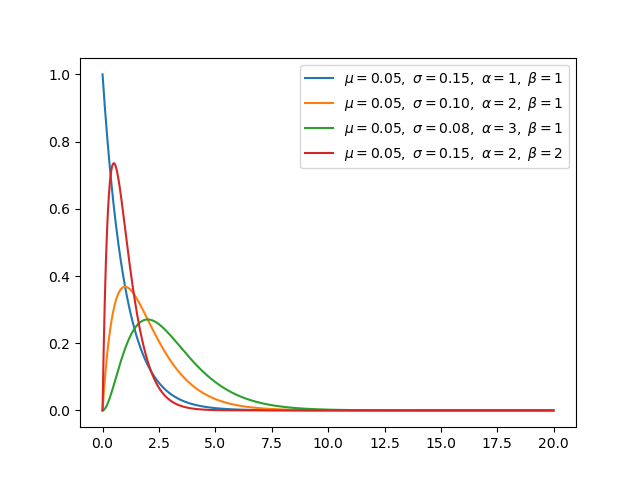 1.0
0.8
0.6
0.4
0.2
0.0
μ = 0.05, σ = 0.15, α = 1, β = 1
μ = 0.05, σ = 0.10, α = 2, β = 1
μ = 0.05, σ = 0.08, α = 3, β = 1
μ = 0.05, σ = 0.15, α = 2, β = 2
0.0 2.5 5.0 7.5 10.0 12.5 15.0 17.5 20.0